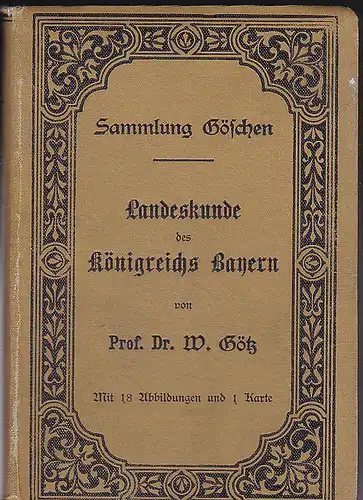 Sammlung Göschen
Landeskunde
des
Königreichs Bayern
von
Prof. Dr. W. Götz
Mit 18 Abbildungen und 1 Karte